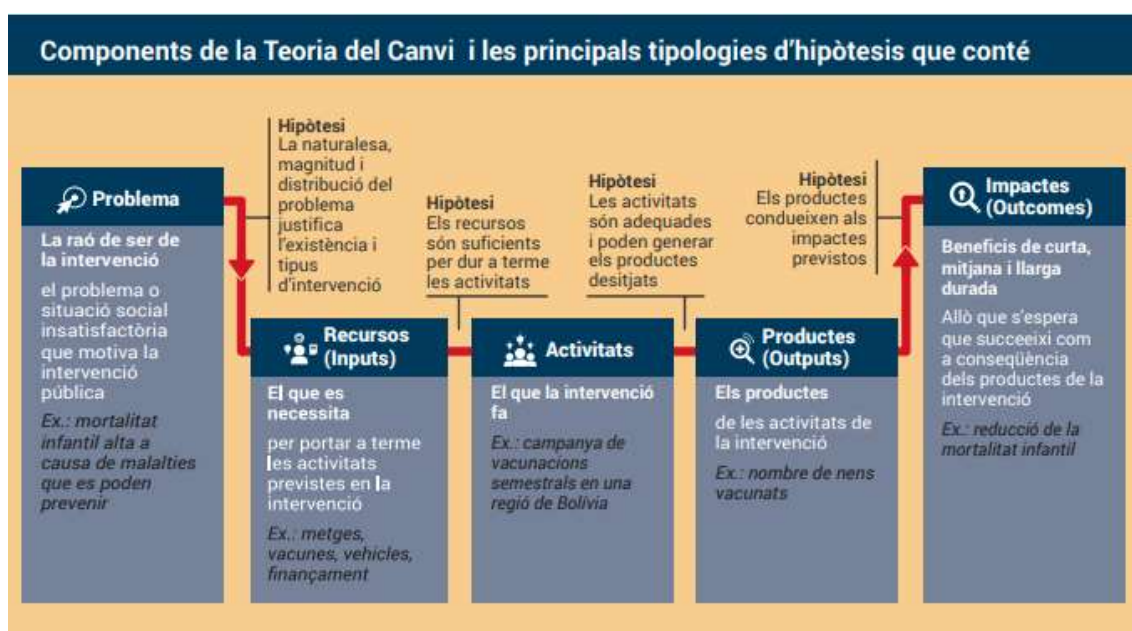 Components de la Teoria del Canvi i les principals tipologies d'hipòtesis que conté
Problema
La raó de ser de
la intervenció
el problema o
situació social
insatisfactòria
que motiva la
intervenció
pública
Ex.: mortalitat
infantil alta a
causa de malalties
que es poden
prevenir
Hipòtesi
La naturalesa,
magnitud i
distribució del
problema
justifica
l'existència i
tipus
d'intervenció
Recursos
(Inputs)
El que es
necessita
per portar a terme
les activitats
previstes en la
intervenció
Ex.: metges,
vacunes, vehicles,
finançament
Hipòtesi
Els recursos
són suficients
per dur a terme
les activitats
Activitats
El que la intervenció
fa
Ex.: campanya de
vacunacions
semestrals en una
regió de Bolívia
Hipòtesi
Les activitats
són adequades
i poden generar
els productes
desitjats
Productes
(Outputs)
Els productes
de les activitats de
la intervenció
Ex.: nombre de nens
vacunats
Hipòtesi
Els productes
condueixen als
impactes
previstos
Impactes
(Outcomes)
Beneficis de curta,
mitjana i llarga
durada
Allò que s'espera
que succeeixi com
a conseqüència
dels productes de la
intervenció
Ex.: reducció de la
mortalitat infantil